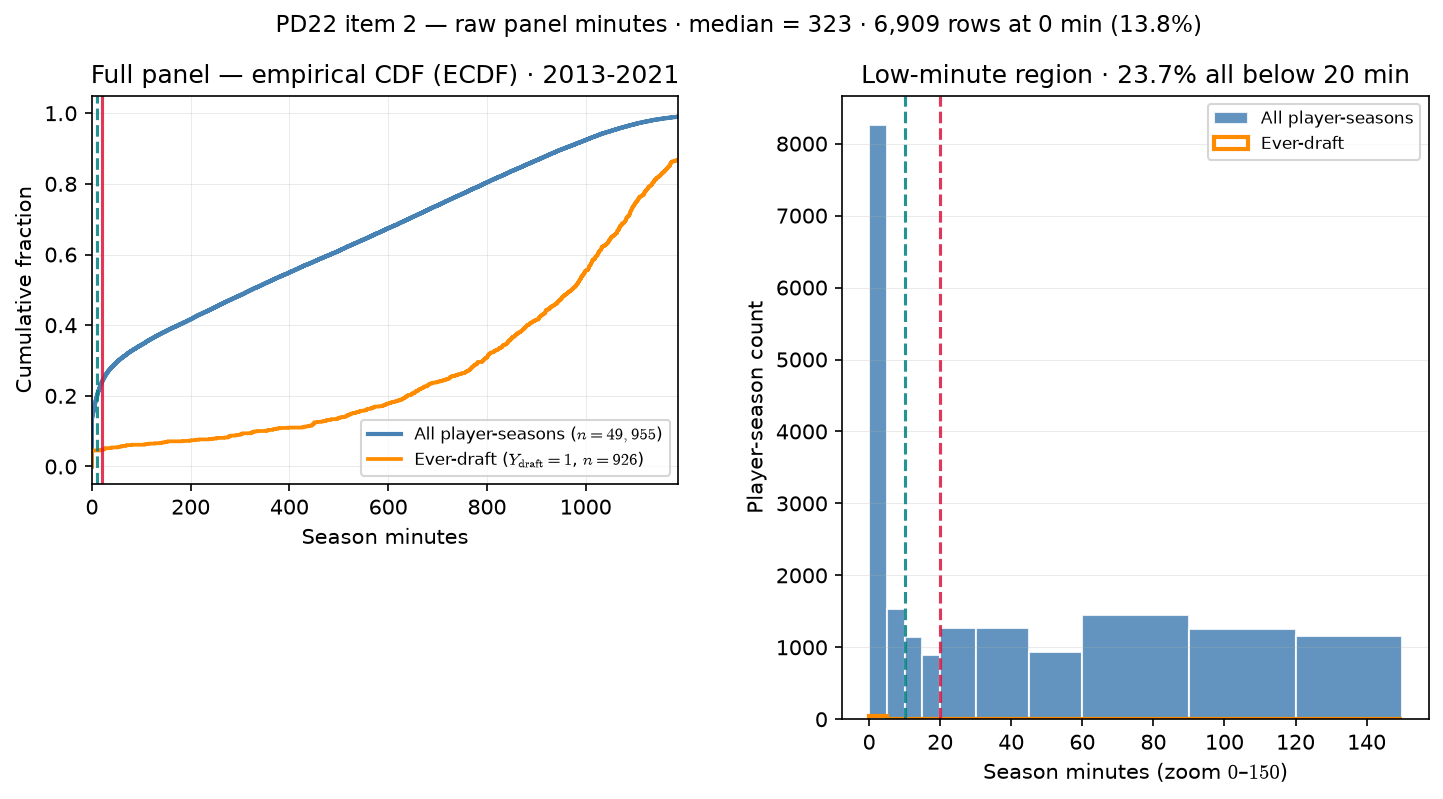 PD22 item 2 — raw panel minutes · median = 323 · 6,909 rows at 0 min (13.8%)
Full panel — empirical CDF (ECDF) · 2013-2021
Cumulative fraction
1.0
0.8
0.6
0.4
0.2
0.0
All player-seasons (n = 49,955)
Ever-draft (Ydraft = 1, n = 926)
0 200 400 600 800 1000
Season minutes
Low-minute region · 23.7% all below 20 min
Player-season count
8000
7000
6000
5000
4000
3000
2000
1000
0
All player-seasons
Ever-draft
0 20 40 60 80 100 120 140
Season minutes (zoom 0–150)